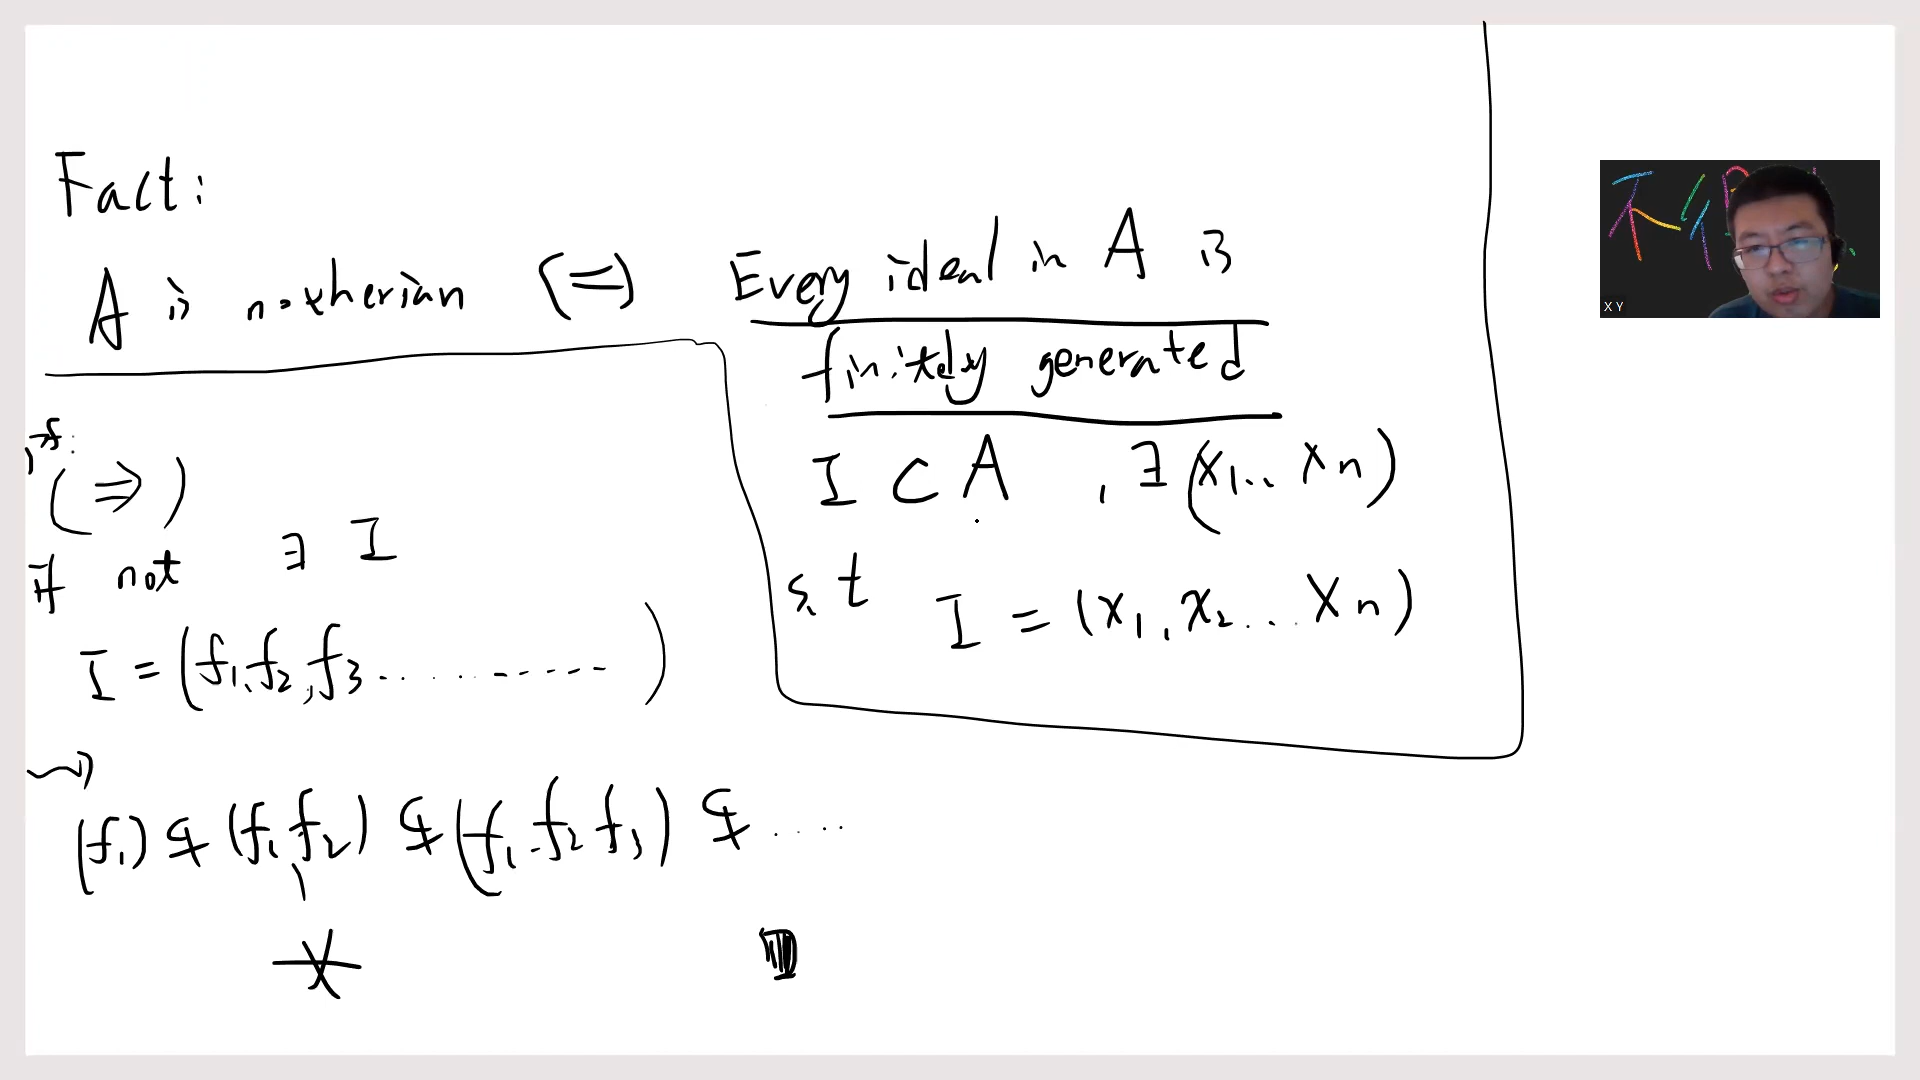 Fact:
A is noetherian (=) Every ideal in A is
finitely generated
I ⊂ A , ∃ (x1.. xn)
s.t I = (x1, x2... xn)
pf:
(⇒)
if not ∃ I
I = (f1, f2, f3 ..........)
⇝
(f1) ⊊ (f1, f2) ⊊ (f1, f2 f3) ⊊ ....
X Y